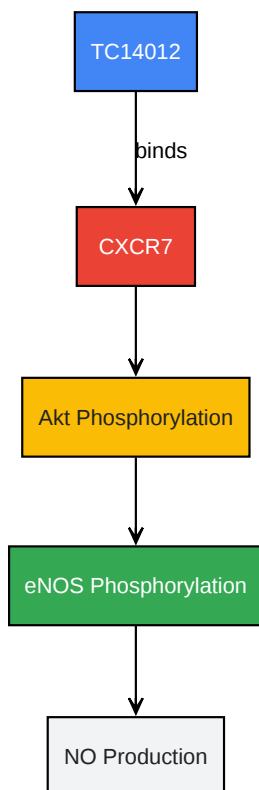 TC14012
binds
CXCR7
Akt Phosphorylation
eNOS Phosphorylation
NO Production